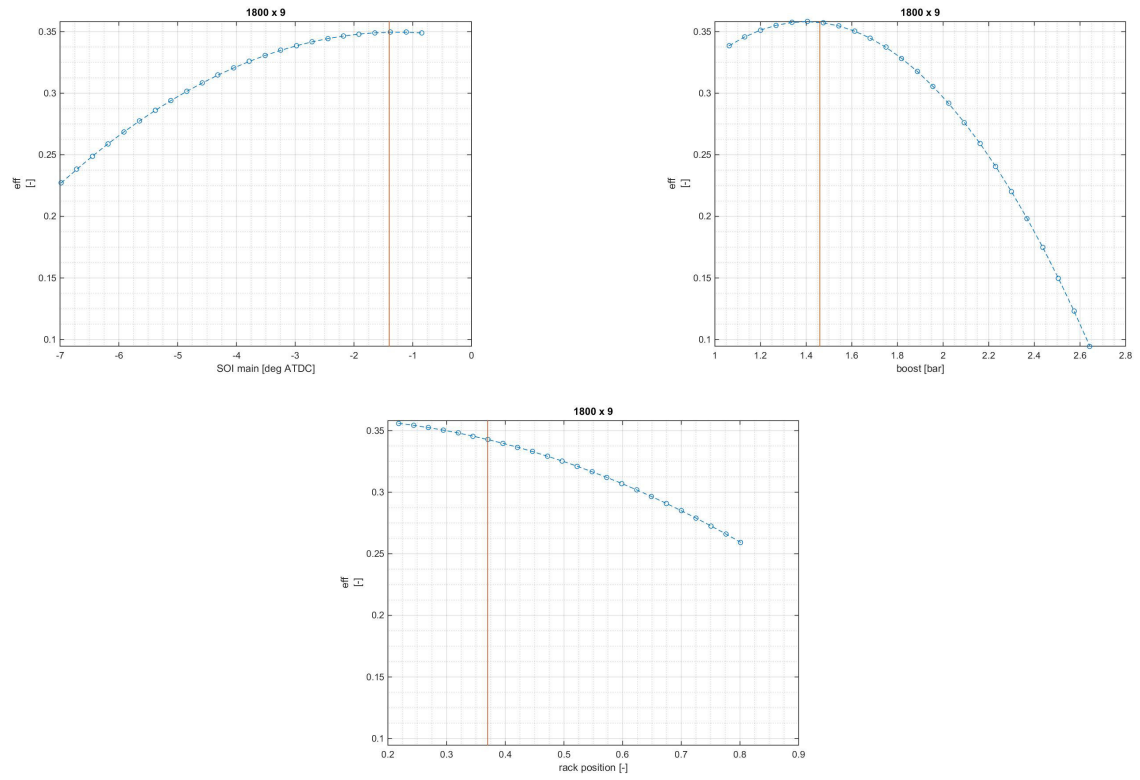 1800 x 9
0.35
0.3
0.25
0.2
0.15
0.1
eff
[-]
-7 -6 -5 -4 -3 -2 -1 0
SOI main [deg ATDC]
1800 x 9
0.35
0.3
0.25
0.2
0.15
0.1
eff
[-]
1 1.2 1.4 1.6 1.8 2 2.2 2.4 2.6 2.8
boost [bar]
1800 x 9
0.35
0.3
0.25
0.2
0.15
0.1
eff
[-]
0.2 0.3 0.4 0.5 0.6 0.7 0.8 0.9
rack position [-]